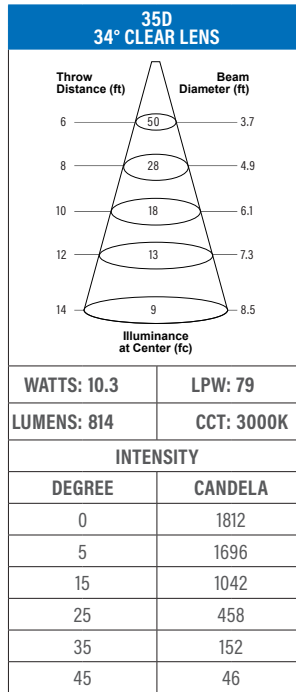 35D
34° CLEAR LENS
Throw Distance (ft) Beam Diameter (ft)
6 50 3.7
8 28 4.9
10 18 6.1
12 13 7.3
14 9 8.5
Illuminance
at Center (fc)
WATTS: 10.3 LPW: 79
LUMENS: 814 CCT: 3000K
INTENSITY
DEGREE CANDELA
0 1812
5 1696
15 1042
25 458
35 152
45 46